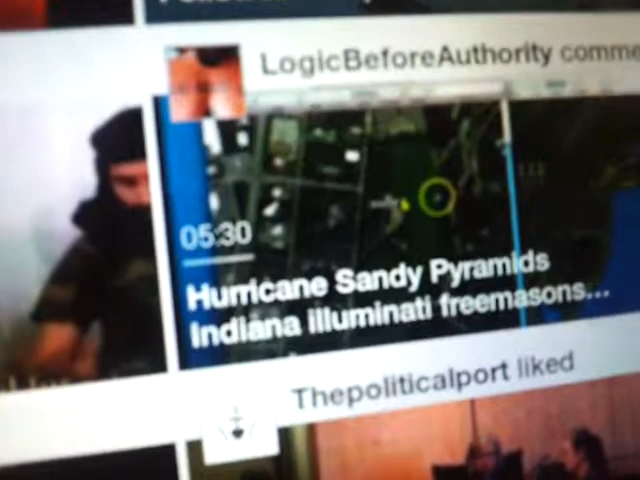 LogicBeforeAuthority comme
05:30
Hurricane Sandy Pyramids
Indiana illuminati freemasons...
Thepoliticalport liked